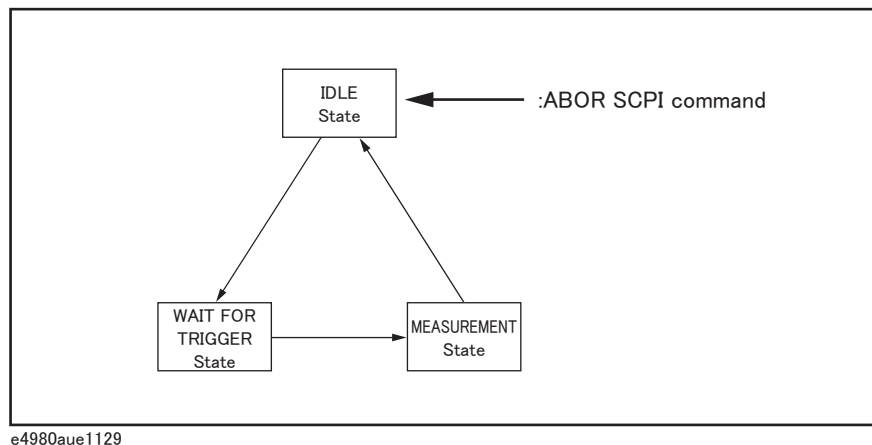 IDLE
State
:ABOR SCPI command
WAIT FOR
TRIGGER
State
MEASUREMENT
State
e4980aue1129